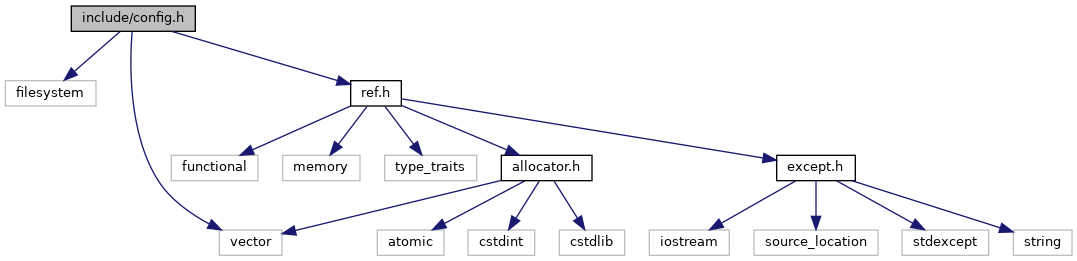 include/config.h
filesystem
ref.h
functional
memory
type_traits
allocator.h
except.h
vector
atomic
cstdint
cstdlib
iostream
source_location
stdexcept
string